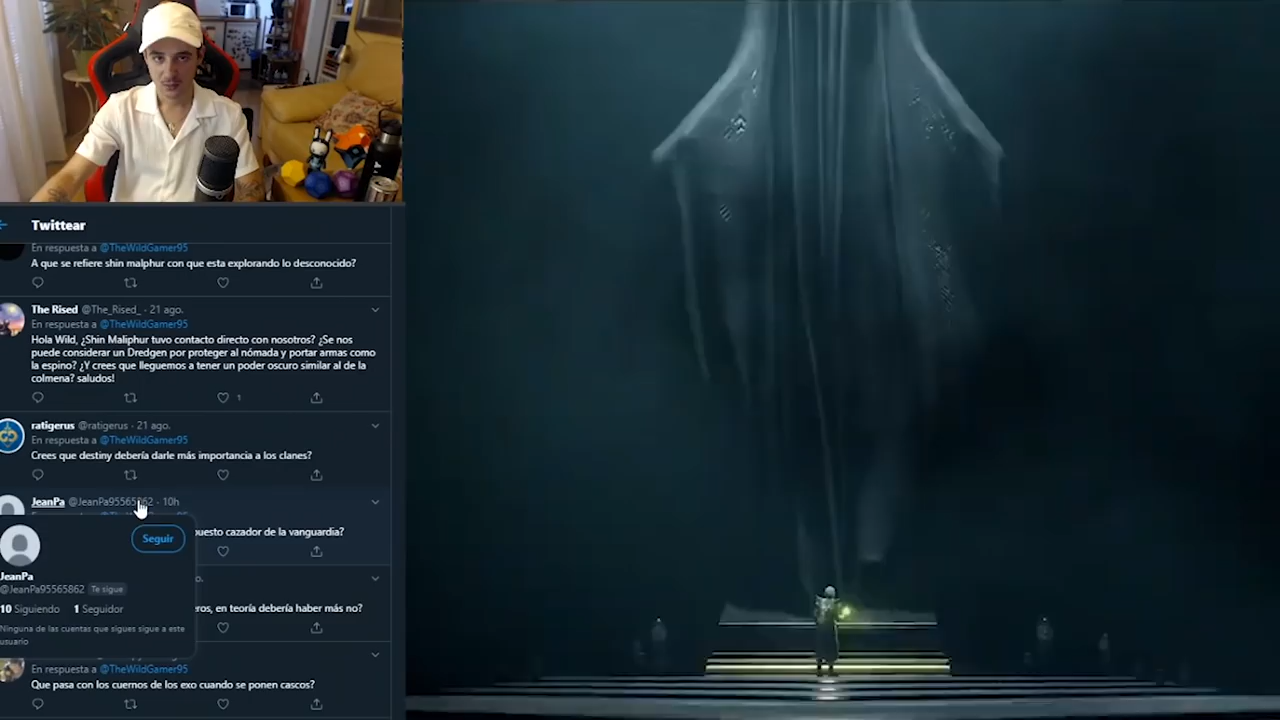 Twittear
En respuesta a @TheWildGamer95
A que se refiere shin malphur con que esta explorando lo desconocido?
The Rised @The_Rised_ · 21 ago.
En respuesta a @TheWildGamer95
Hola Wild, ¿Shin Maliphur tuvo contacto directo con nosotros? ¿Se nos
puede considerar un Dredgen por proteger al nómada y portar armas como
la espino? ¿Y crees que lleguemos a tener un poder oscuro similar al de la
colmena? saludos!
1
ratigerus @ratigerus · 21 ago.
En respuesta a @TheWildGamer95
Crees que destiny debería darle más importancia a los clanes?
JeanPa @JeanPa95565862 · 10h
puesto cazador de la vanguardia?
Seguir
JeanPa
@JeanPa95565862 Te sigue
10 Siguiendo 1 Seguidor
Ninguna de las cuentas que sigues sigue a este
usuario
eros, en teoría debería haber más no?
En respuesta a @TheWildGamer95
Que pasa con los cuernos de los exo cuando se ponen cascos?